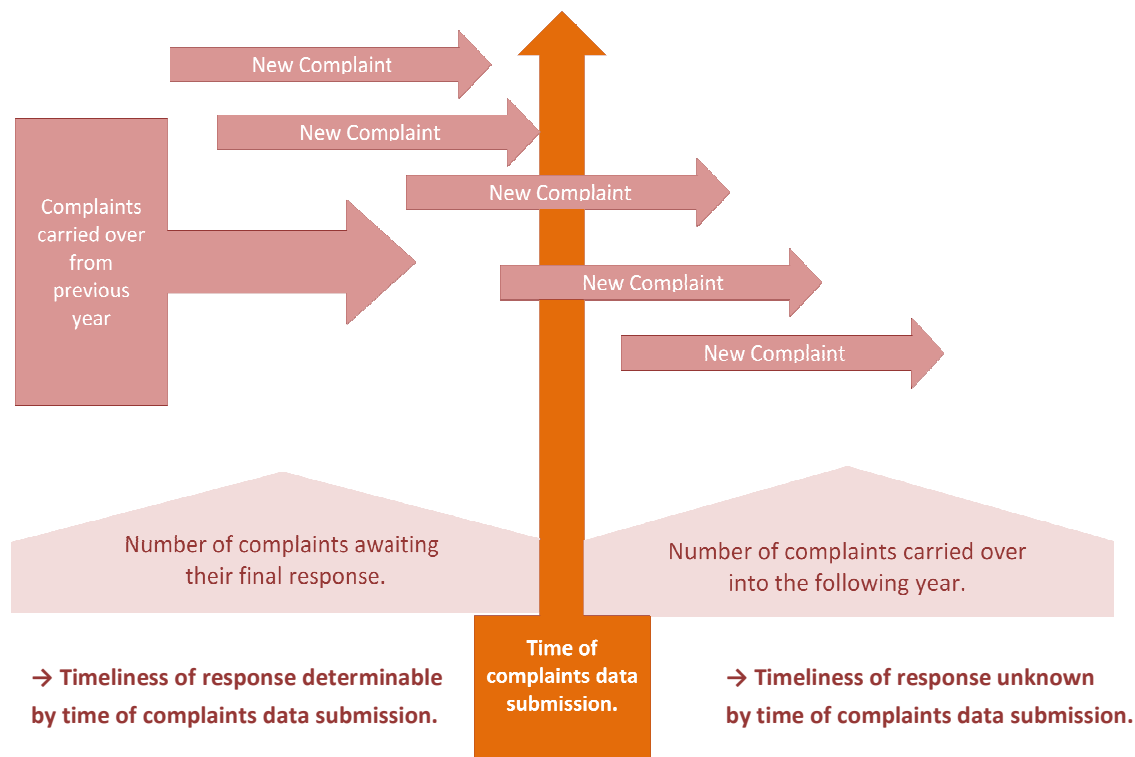 New Complaint
New Complaint
New Complaint
Complaints
carried over
from
previous
year
New Complaint
New Complaint
Number of complaints awaiting
their final response.
Number of complaints carried over
into the following year.
Time of
complaints data
submission.
→ Timeliness of response determinable
by time of complaints data submission.
→ Timeliness of response unknown
by time of complaints data submission.